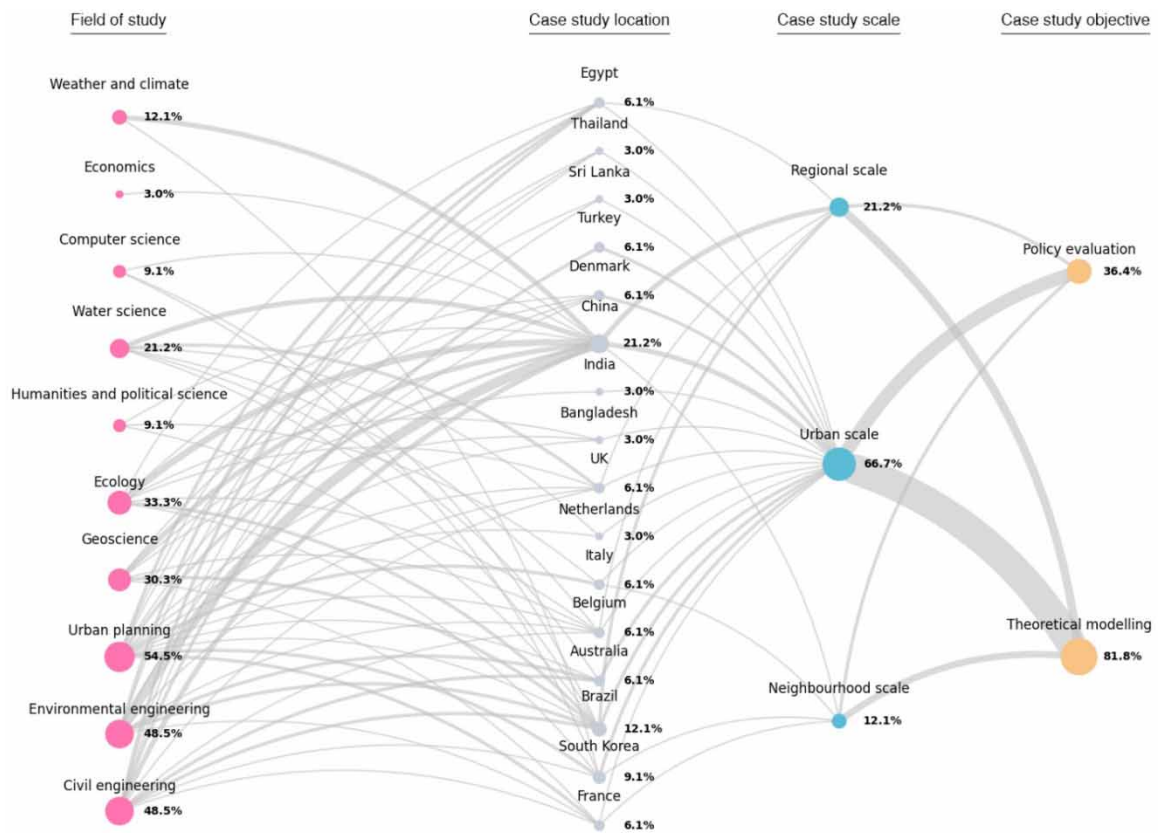 Field of study
Case study location
Case study scale
Case study objective
Weather and climate
12.1%
Economics
3.0%
Computer science
9.1%
Water science
21.2%
Humanities and political science
9.1%
Ecology
33.3%
Geoscience
30.3%
Urban planning
54.5%
Environmental engineering
48.5%
Civil engineering
48.5%
Egypt
6.1%
Thailand
3.0%
Sri Lanka
3.0%
Turkey
6.1%
Denmark
6.1%
China
21.2%
India
3.0%
Bangladesh
3.0%
UK
6.1%
Netherlands
3.0%
Italy
6.1%
Belgium
6.1%
Australia
6.1%
Brazil
12.1%
South Korea
9.1%
France
6.1%
Regional scale
21.2%
Urban scale
66.7%
Neighbourhood scale
12.1%
Policy evaluation
36.4%
Theoretical modelling
81.8%